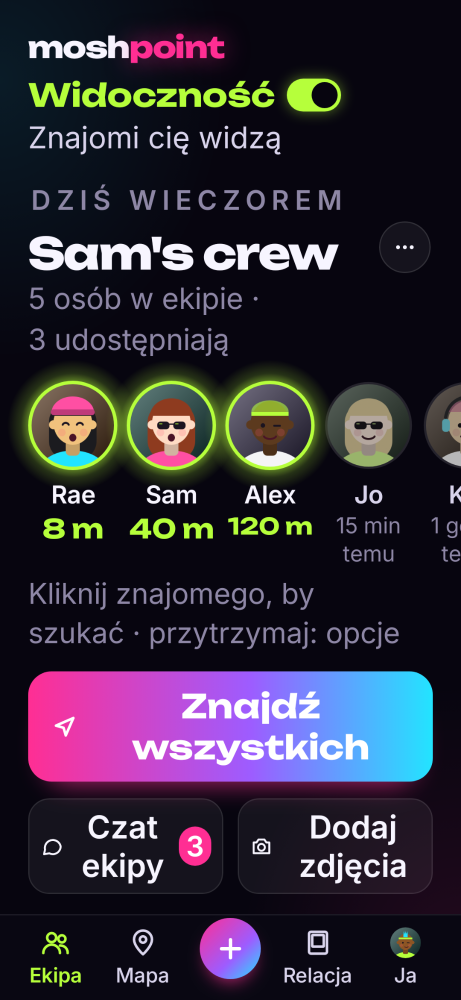 moshpoint
Widoczność
Znajomi cię widzą
DZIŚ WIECZOREM
Sam's crew
5 osób w ekipie ·
3 udostępniają
Rae
Sam
Alex
Jo
8 m
40 m
120 m
15 min
temu
Kliknij znajomego, by
szukać · przytrzymaj: opcje
Znajdź
wszystkich
Czat
ekipy
3
Dodaj
zdjęcia
Ekipa
Mapa
Relacja
Ja